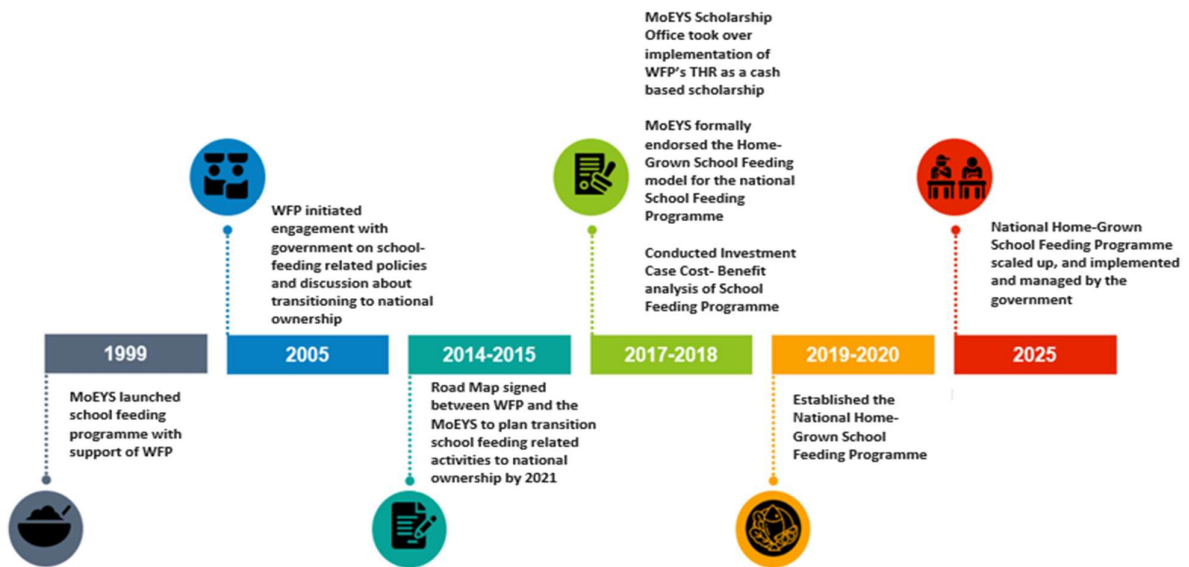 1999
MoEYS launched
school feeding
programme with
support of WFP
WFP initiated
engagement with
government on school-
feeding related policies
and discussion about
transitioning to national
ownership
2005
2014-2015
Road Map signed
between WFP and the
MoEYS to plan transition
school feeding related
activities to national
ownership by 2021
MoEYS Scholarship
Office took over
implementation of
WFP's THR as a cash
based scholarship
MoEYS formally
endorsed the Home-
Grown School Feeding
model for the national
School Feeding
Programme
Conducted Investment
Case Cost- Benefit
analysis of School
Feeding Programme
2017-2018
2019-2020
Established the
National Home-
Grown School
Feeding Programme
National Home-Grown
School Feeding Programme
scaled up, and implemented
and managed by the
government
2025